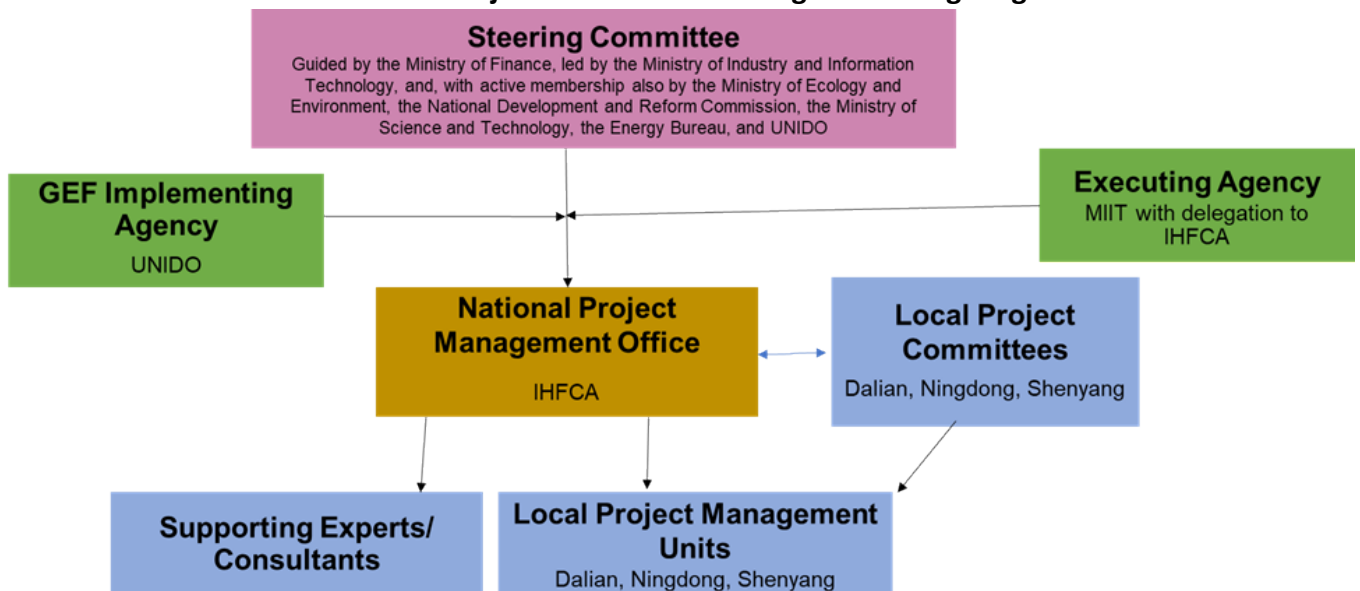 Steering Committee
Guided by the Ministry of Finance, led by the Ministry of Industry and Information
Technology, and, with active membership also by the Ministry of Ecology and
Environment, the National Development and Reform Commission, the Ministry of
Science and Technology, the Energy Bureau, and UNIDO
GEF Implementing
Agency
UNIDO
Executing Agency
MIIT with delegation to
IHFCA
National Project
Management Office
IHFCA
Local Project
Committees
Dalian, Ningdong, Shenyang
Supporting Experts/
Consultants
Local Project Management
Units
Dalian, Ningdong, Shenyang